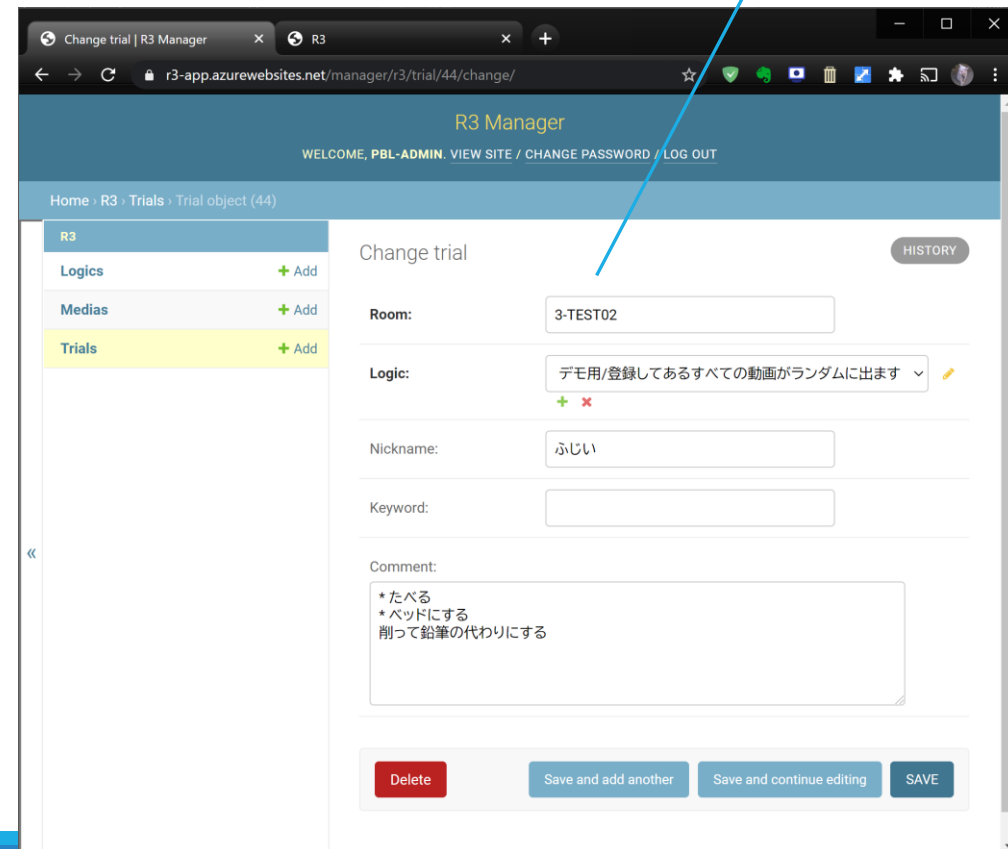 Change trial | R3 Manager
R3
r3-app.azurewebsites.net/manager/r3/trial/44/change/
R3 Manager
WELCOME, PBL-ADMIN. VIEW SITE / CHANGE PASSWORD / LOG OUT
Home › R3 › Trials › Trial object (44)
R3
Logics + Add
Medias + Add
Trials + Add
«
Change trial
HISTORY
Room: 3-TEST02
Logic: デモ用/登録してあるすべての動画がランダムに出ます
Nickname: ふじい
Keyword:
Comment:
* たべる
* ベッドにする
削って鉛筆の代わりにする
Delete Save and add another Save and continue editing SAVE